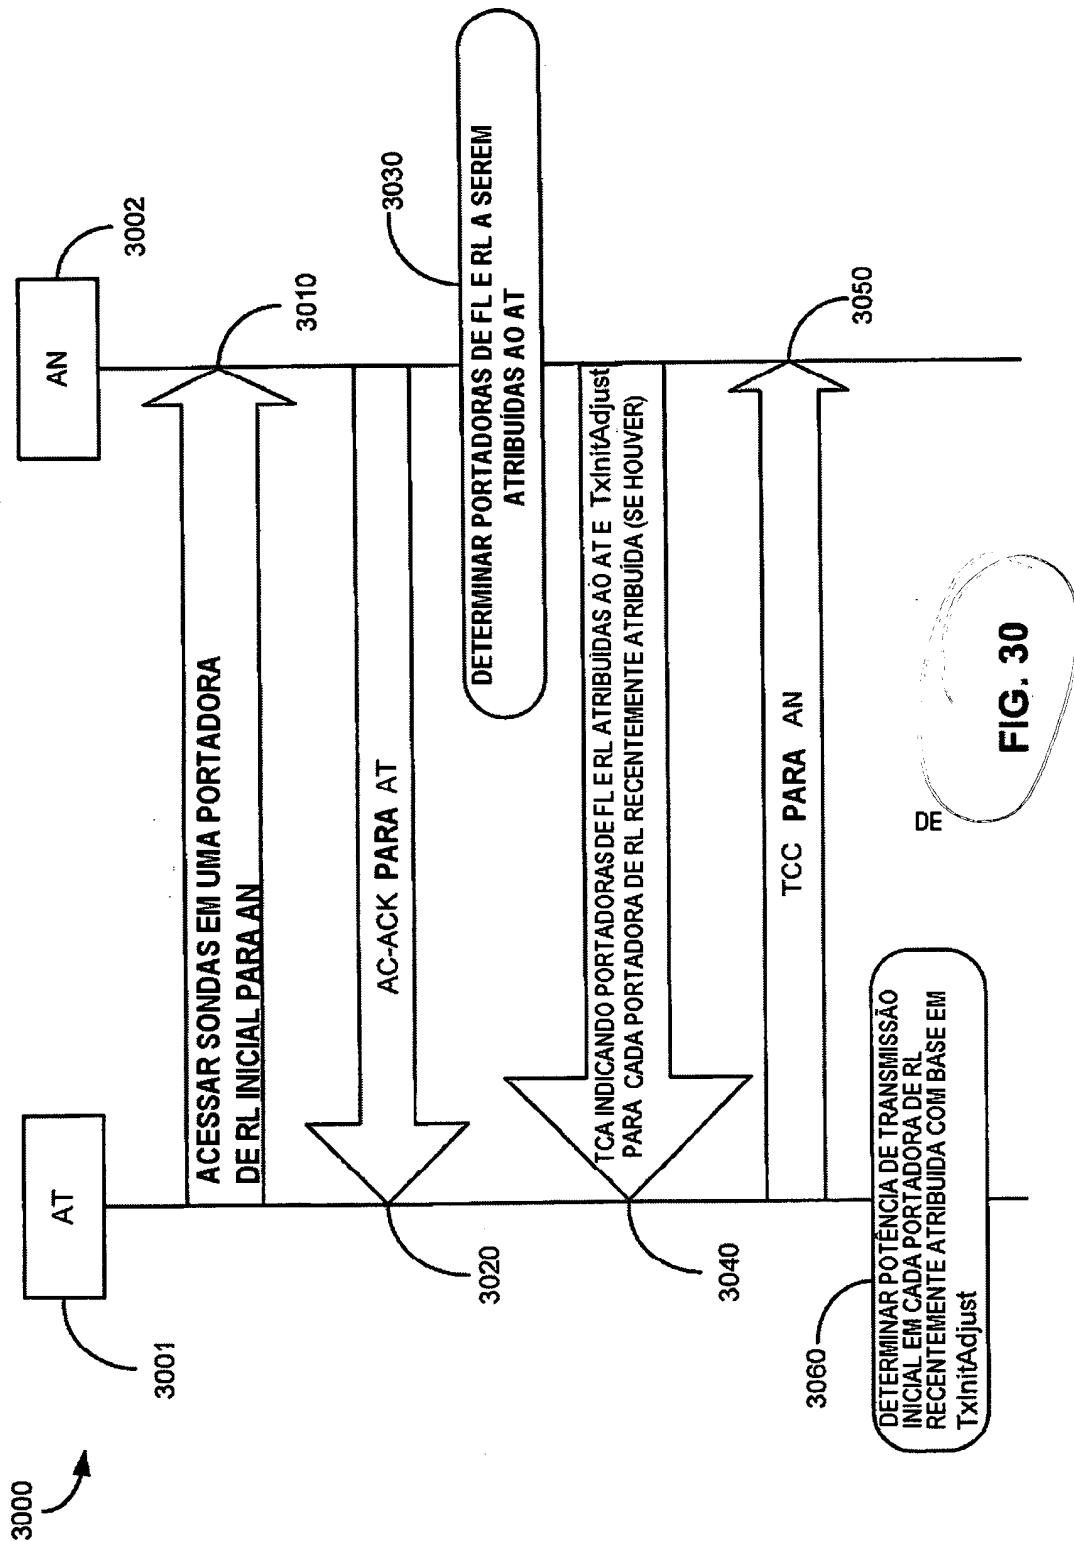 3000
AT
3001
AN
3002
ACESSAR SONDAS EM UMA PORTADORA
DE RL INICIAL PARA AN
3010
AC-ACK PARA AT
3020
3030
DETERMINAR PORTADORAS DE FL E RL A SEREM
ATRIBUÍDAS AO AT
TCA INDICANDO PORTADORAS DE FL E RL ATRIBUÍDAS AO AT E TxInitAdjust
PARA CADA PORTADORA DE RL RECENTEMENTE ATRIBUÍDA (SE HOUVER)
3040
TCC PARA AN
3050
3060
DETERMINAR POTÊNCIA DE TRANSMISSÃO
INICIAL EM CADA PORTADORA DE RL
RECENTEMENTE ATRIBUÍDA COM BASE EM
TxInitAdjust
DE
FIG. 30